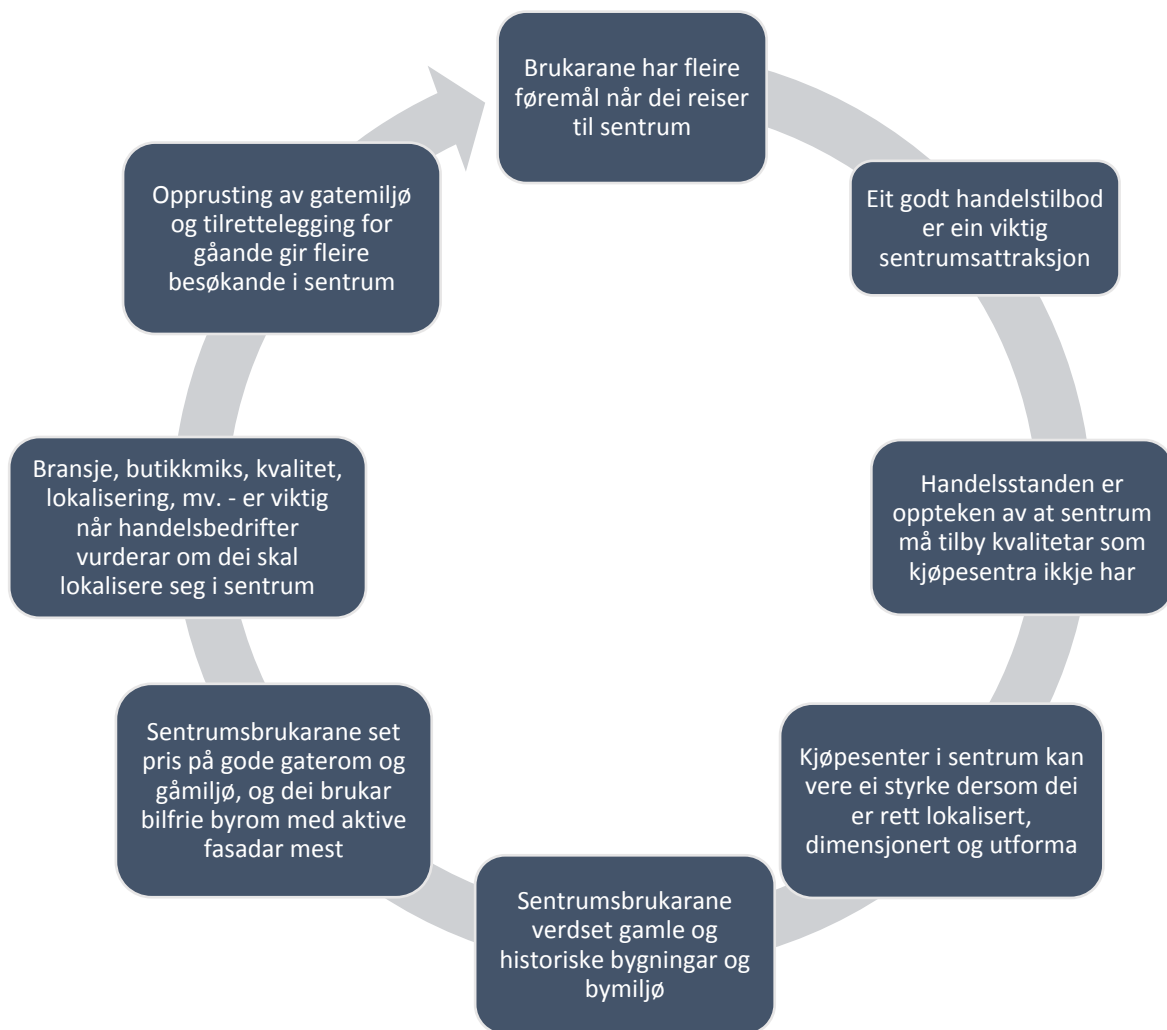 Brukarane har fleire
føremål når dei reiser
til sentrum
Eit godt handelstilbod
er ein viktig
sentrumsattraksjon
Handelsstanden er
oppteken av at sentrum
må tilby kvalitetar som
kjøpesentra ikkje har
Kjøpesenter i sentrum kan
vere ei styrke dersom dei
er rett lokalisert,
dimensjonert og utforma
Sentrumsbrukarane
verdset gamle og
historiske bygningar og
bymiljø
Sentrumsbrukarane set
pris på gode gaterom og
gåmiljø, og dei brukar
bilfrie byrom med aktive
fasadar mest
Bransje, butikkmiks, kvalitet,
lokalisering, mv. - er viktig
når handelsbedrifter
vurderar om dei skal
lokalisere seg i sentrum
Opprusting av gatemiljø
og tilrettelegging for
gåande gir fleire
besøkande i sentrum